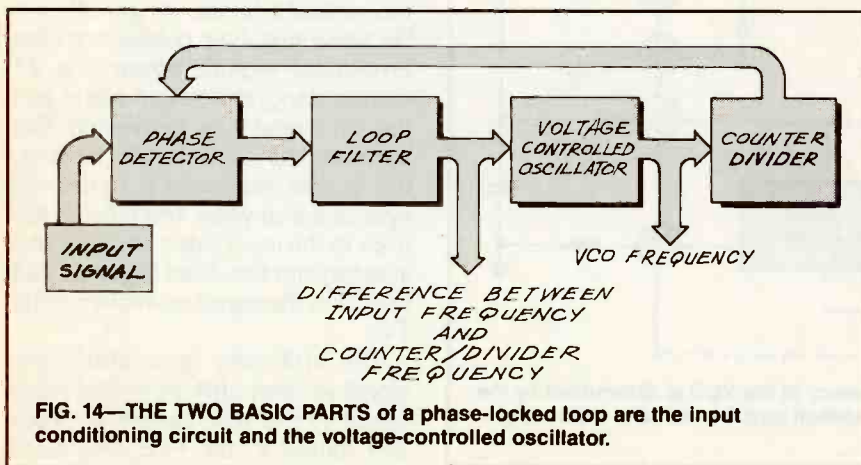 PHASE
DETECTOR
LOOP
FILTER
VOLTAGE
CONTROLLED
OSCILLATOR
COUNTER
DIVIDER
INPUT
SIGNAL
VCO FREQUENCY
DIFFERENCE BETWEEN
INPUT FREQUENCY
AND
COUNTER/DIVIDER
FREQUENCY
FIG. 14—THE TWO BASIC PARTS of a phase-locked loop are the input
conditioning circuit and the voltage-controlled oscillator.